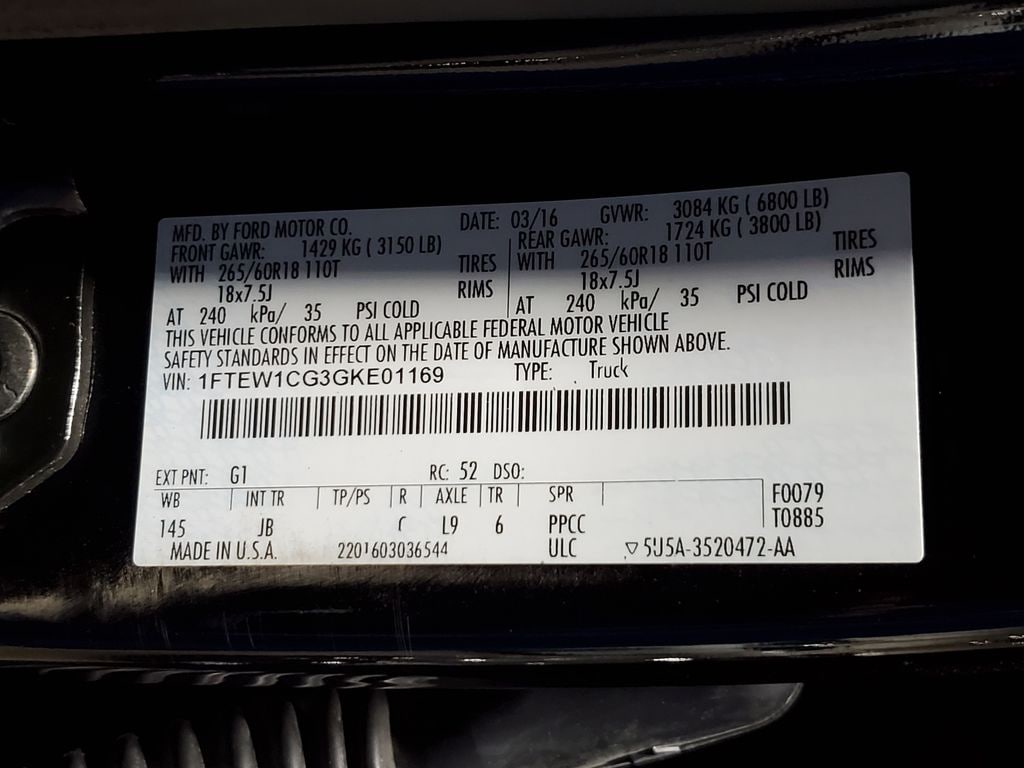 MFD. BY FORD MOTOR CO. DATE: 03/16 GVWR: 3084 KG ( 6800 LB)
FRONT GAWR: 1429 KG ( 3150 LB) REAR GAWR: 1724 KG ( 3800 LB)
WITH 265/60R18 110T TIRES WITH 265/60R18 110T TIRES
18x7.5J RIMS 18x7.5J RIMS
AT 240 kPa/ 35 PSI COLD AT 240 kPa/ 35 PSI COLD
THIS VEHICLE CONFORMS TO ALL APPLICABLE FEDERAL MOTOR VEHICLE
SAFETY STANDARDS IN EFFECT ON THE DATE OF MANUFACTURE SHOWN ABOVE.
VIN: 1FTEW1CG3GKE01169 TYPE: Truck
EXT PNT: G1 RC: 52 DSO:
WB INT TR TP/PS R AXLE TR SPR F0079
145 JB L9 6 PPCC T0885
MADE IN U.S.A. 2201603036544 ULC ▽5U5A-3520472-AA